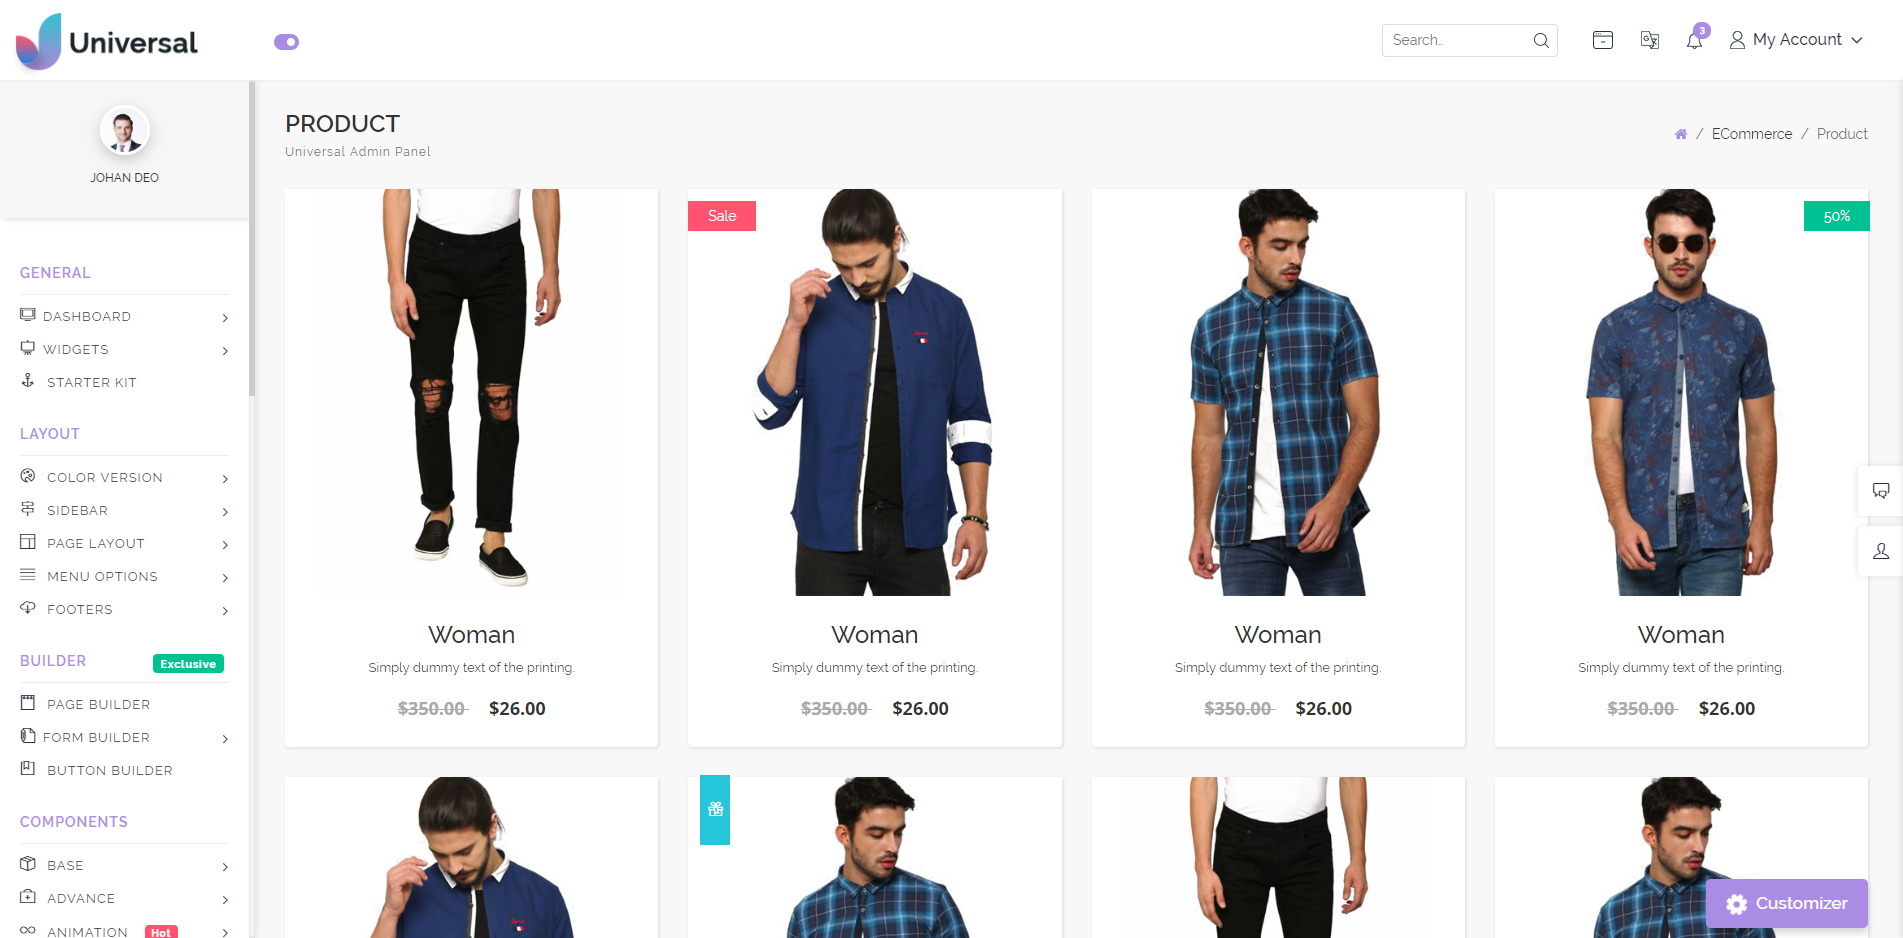 Universal
Search..
3
My Account
JOHAN DEO
GENERAL
DASHBOARD
WIDGETS
STARTER KIT
LAYOUT
COLOR VERSION
SIDEBAR
PAGE LAYOUT
MENU OPTIONS
FOOTERS
BUILDER
Exclusive
PAGE BUILDER
FORM BUILDER
BUTTON BUILDER
COMPONENTS
BASE
ADVANCE
ANIMATION
Hot
PRODUCT
Universal Admin Panel
/ ECommerce / Product
Sale
50%
Woman
Simply dummy text of the printing.
$350.00 $26.00
Woman
Simply dummy text of the printing.
$350.00 $26.00
Woman
Simply dummy text of the printing.
$350.00 $26.00
Woman
Simply dummy text of the printing.
$350.00 $26.00
Customizer